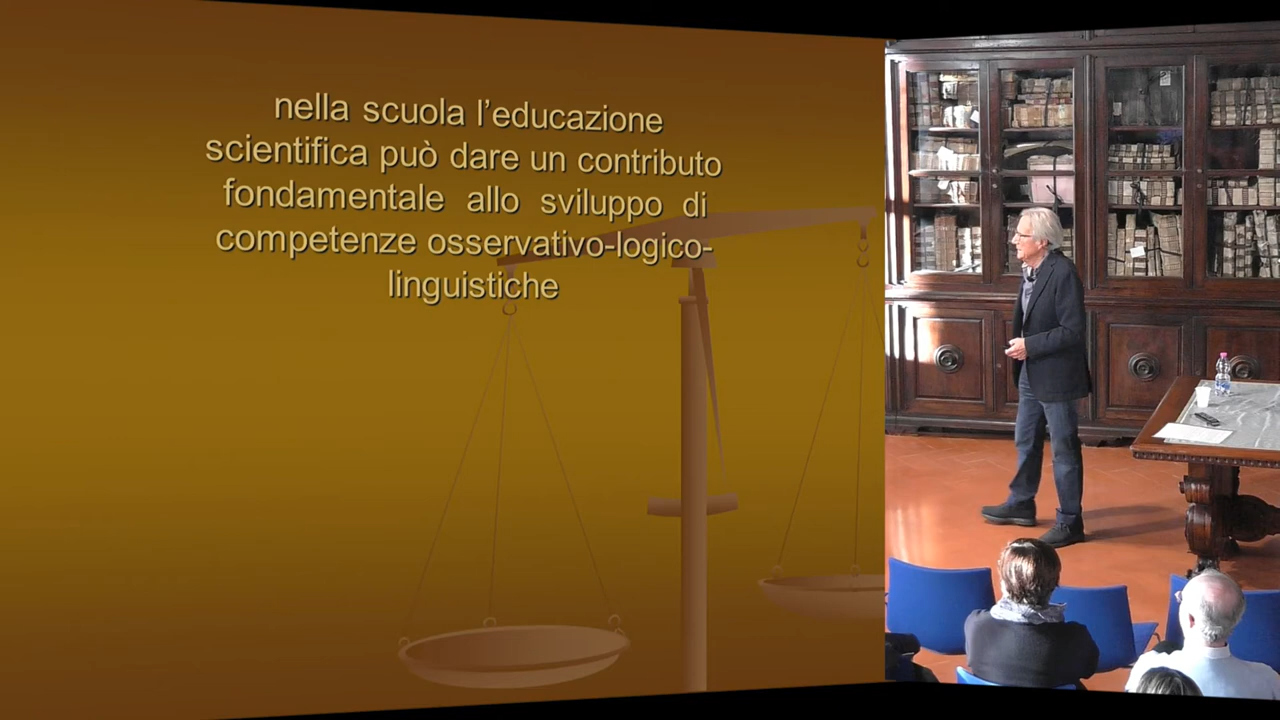 nella scuola l’educazione
scientifica può dare un contributo
fondamentale allo sviluppo di
competenze osservativo-logico-
linguistiche